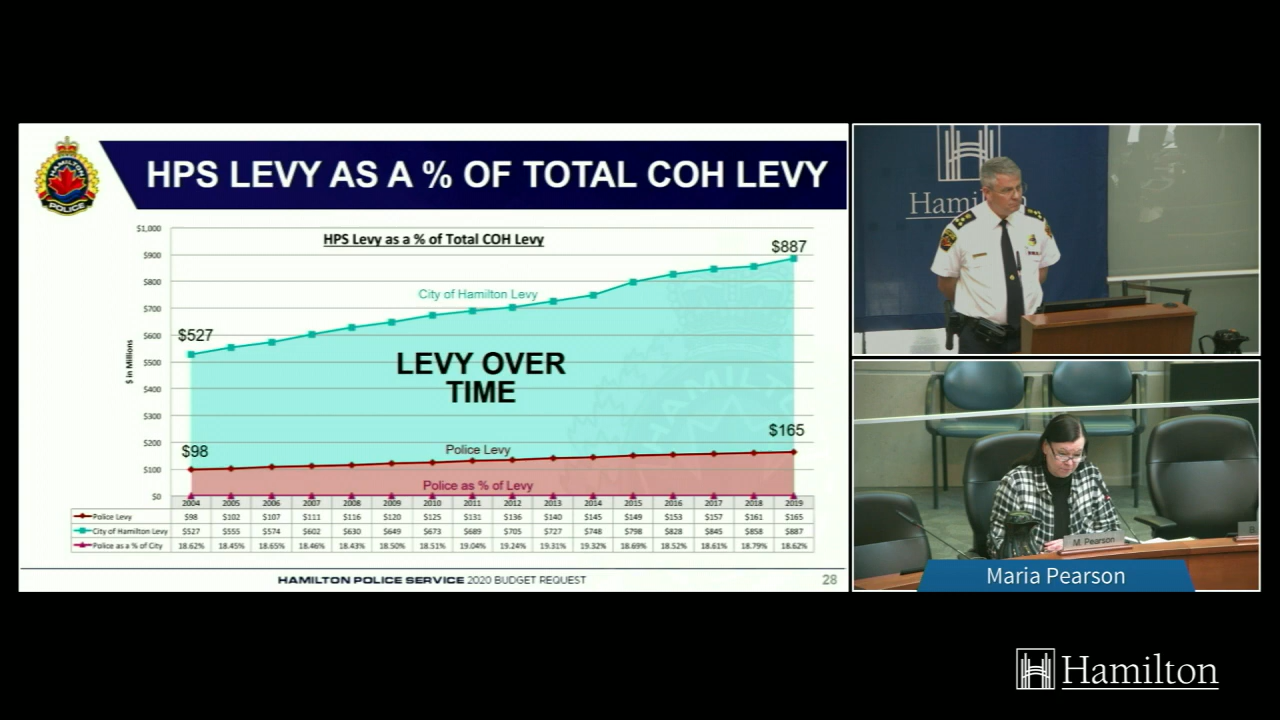 HAMILTON
POLICE
HPS LEVY AS A % OF TOTAL COH LEVY
HPS Levy as a % of Total COH Levy
$ in Millions
$1,000
$900
$800
$700
$600
$500
$400
$300
$200
$100
$0
$527
$887
City of Hamilton Levy
LEVY OVER
TIME
$98
$165
Police Levy
Police as % of Levy
2004 2005 2006 2007 2008 2009 2010 2011 2012 2013 2014 2015 2016 2017 2018 2019
Police Levy $98 $102 $107 $111 $116 $120 $125 $131 $136 $140 $145 $149 $153 $157 $161 $165
City of Hamilton Levy $527 $555 $574 $602 $630 $649 $673 $689 $705 $727 $748 $798 $828 $845 $858 $887
Police as a % of City 18.62% 18.45% 18.65% 18.46% 18.43% 18.50% 18.51% 19.04% 19.24% 19.31% 19.32% 18.69% 18.52% 18.61% 18.79% 18.62%
HAMILTON POLICE SERVICE 2020 BUDGET REQUEST
28
M. Pearson
Maria Pearson
Hamilton